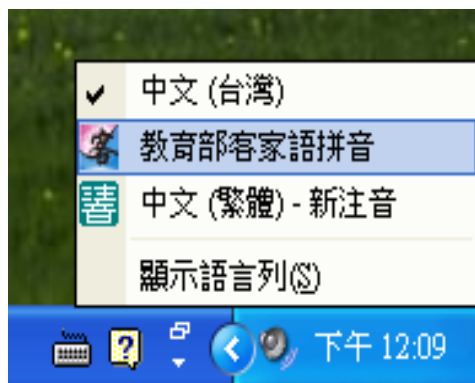 中文 (台灣)
客 教育部客家語拼音
中文 (繁體) - 新注音
顯示語言列(S)
下午 12:09